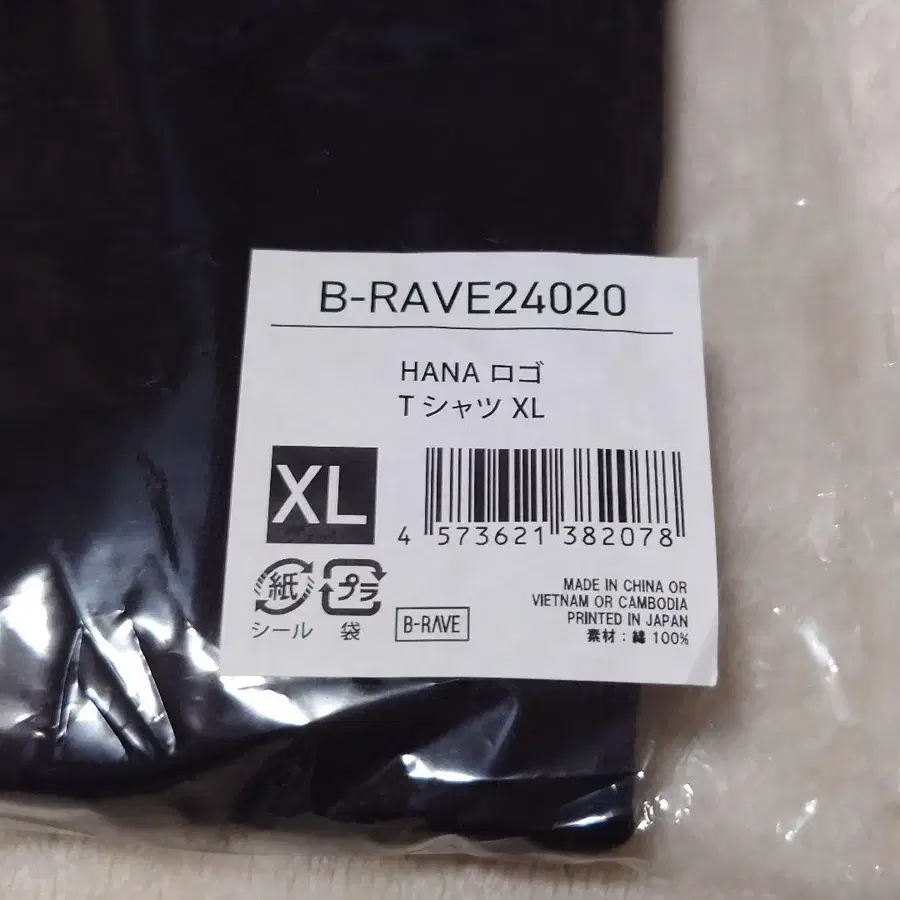 B-RAVE24020
HANA ロゴ
T シャツ XL
XL
4 573621 382078
紙 プラ
シール 袋
B-RAVE
MADE IN CHINA OR
VIETNAM OR CAMBODIA
PRINTED IN JAPAN
素材：綿 100%